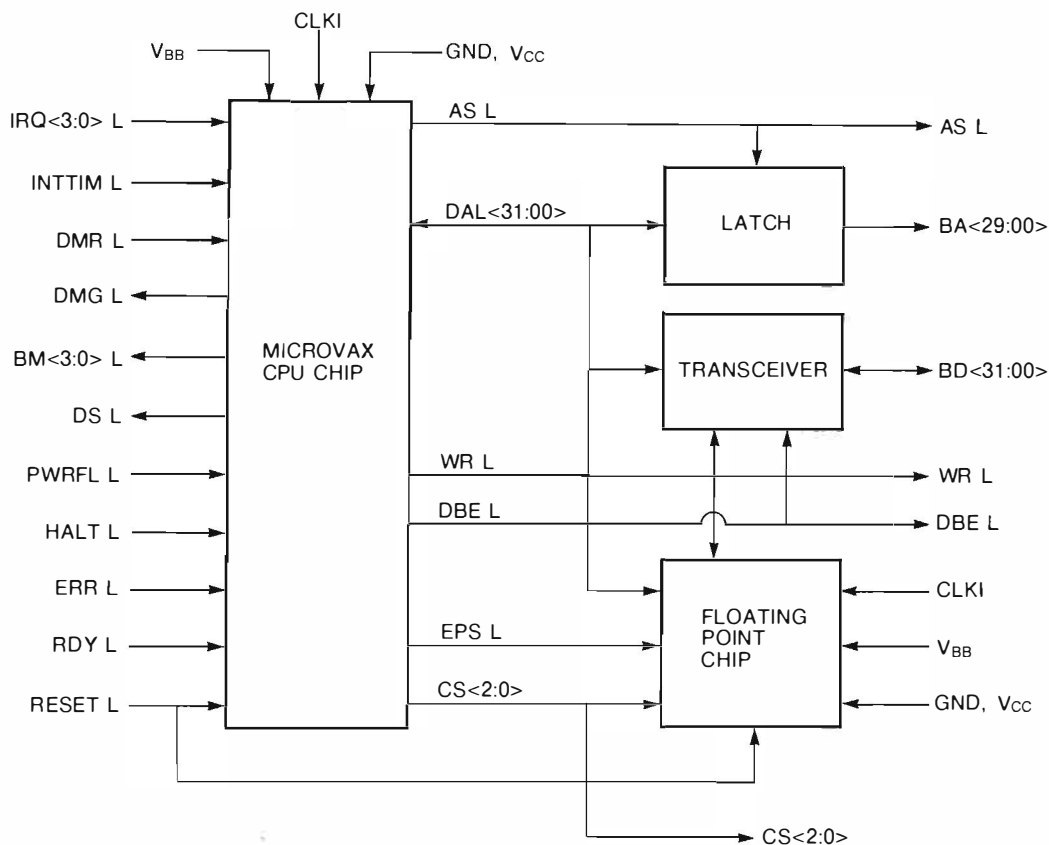 CLKI
VBB
GND, VCC
IRQ<3:0> L
AS L
AS L
INTTIM L
DAL<31:00>
LATCH
BA<29:00>
DMR L
DMG L
MICROVAX
CPU CHIP
BM<3:0> L
TRANSCEIVER
BD<31:00>
DS L
PWRFL L
WR L
WR L
DBE L
DBE L
HALT L
ERR L
FLOATING
POINT
CHIP
CLKI
RDY L
EPS L
VBB
RESET L
CS<2:0>
GND, VCC
CS<2:0>